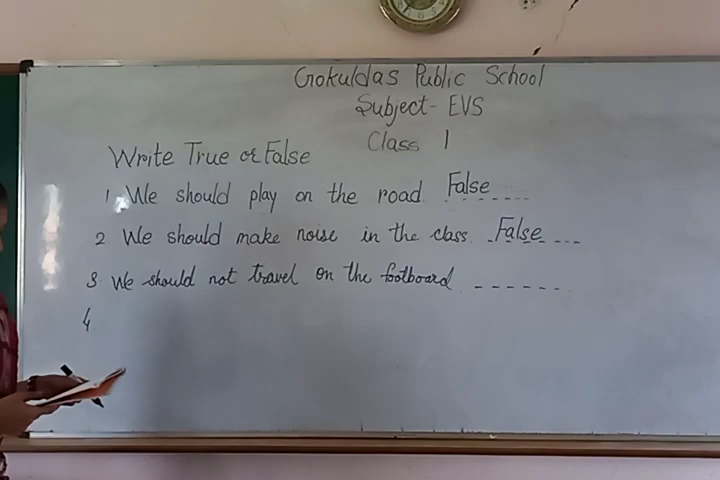 Gokuldas Public School
Subject- EVS
Class 1
Write True or False
1 We should play on the road. False
2 We should make noise in the class. False
3 We should not travel on the footboard ------
4